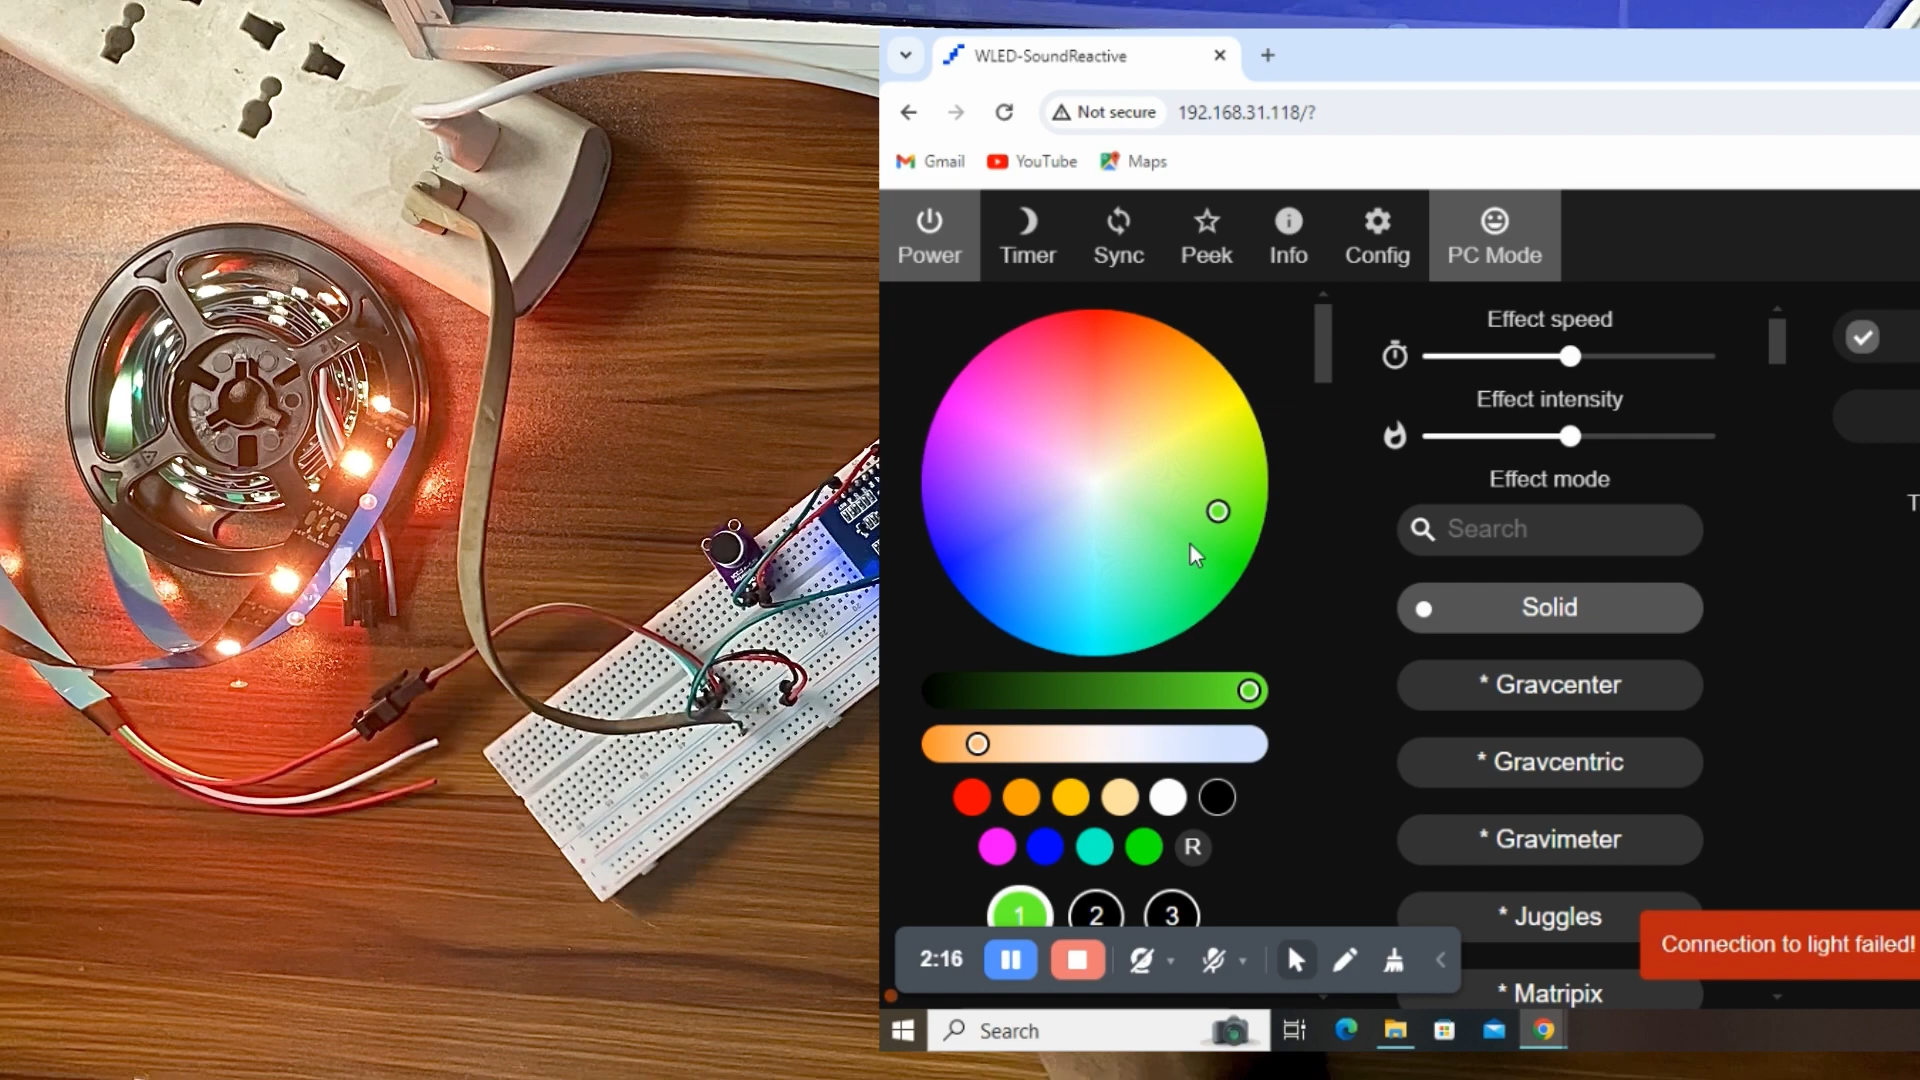 WLED-SoundReactive
Not secure 192.168.31.118/?
Gmail YouTube Maps
Power Timer Sync Peek Info Config PC Mode
Effect speed
Effect intensity
Effect mode
Search
Solid
* Gravcenter
* Gravcentric
* Gravimeter
* Juggles
* Matripix
R
1 2 3
T
Connection to light failed!
2:16
Search